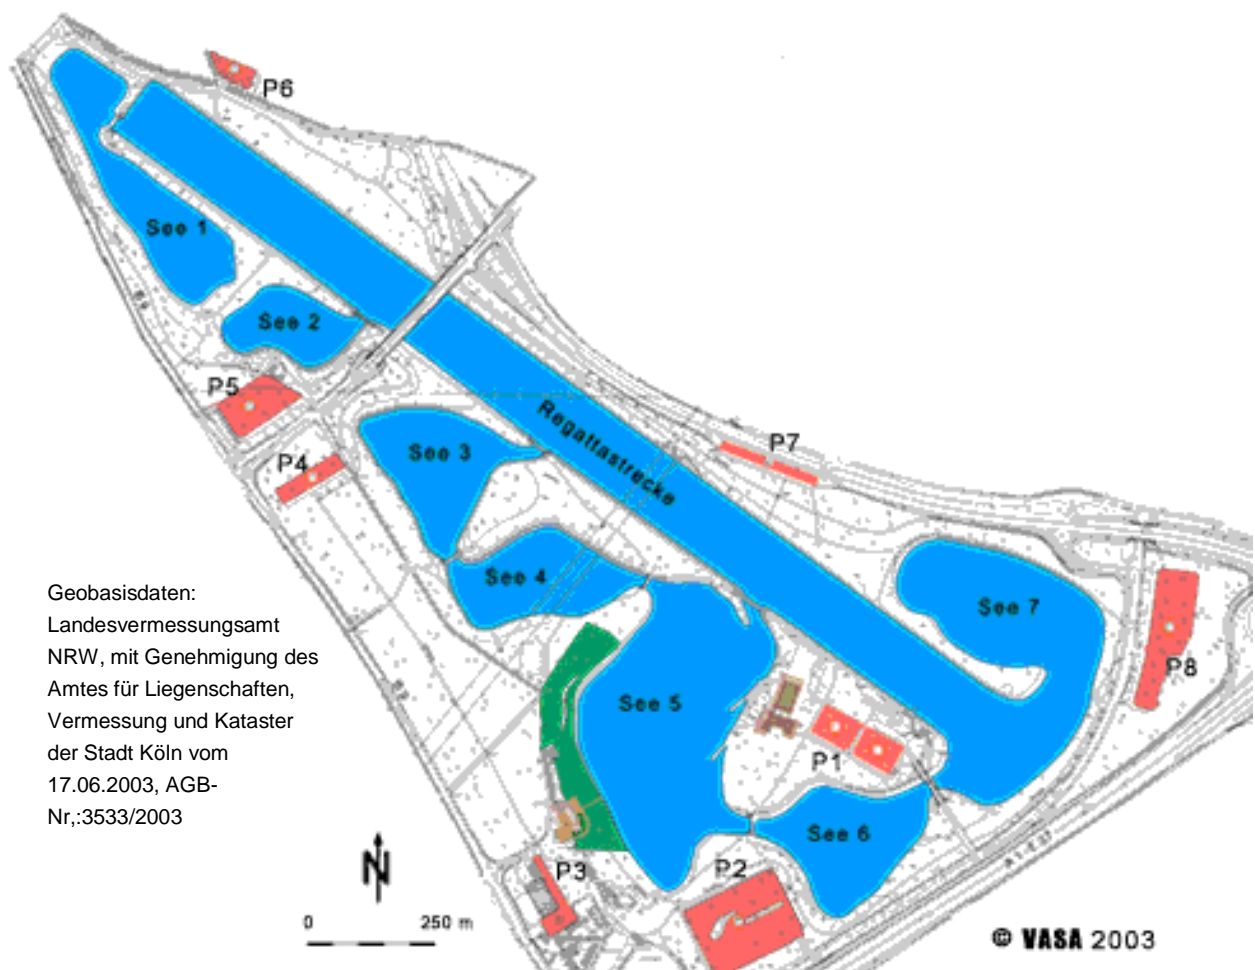 P6
See 1
B9
See 2
P5
P7
Regattastrecke
See 3
P4
See 4
See 7
Geobasisdaten:
Landesvermessungsamt
NRW, mit Genehmigung des
Amtes für Liegenschaften,
Vermessung und Kataster
der Stadt Köln vom
17.06.2003, AGB-
Nr,:3533/2003
P8
B9
See 5
P1
See 6
P3
P2
N
0 250 m
© VASA 2003